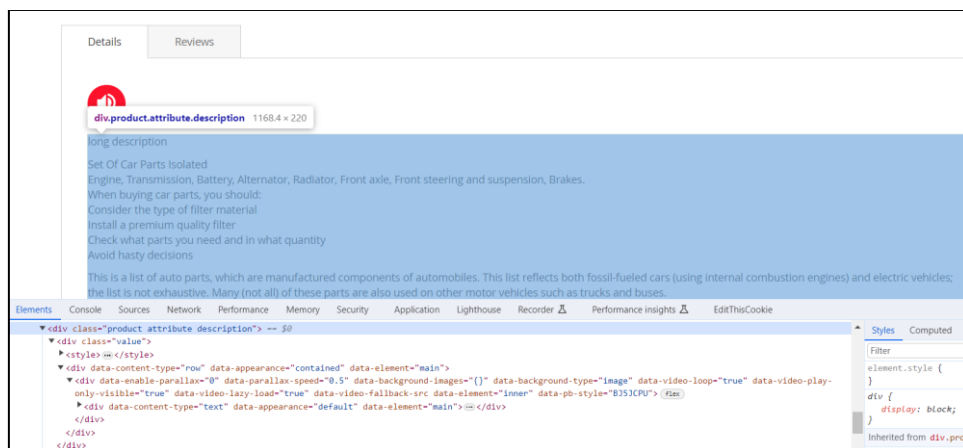 Details
Reviews
div.product.attribute.description 1168.4 × 220
long description
Set Of Car Parts Isolated
Engine, Transmission, Battery, Alternator, Radiator, Front axle, Front steering and suspension, Brakes.
When buying car parts, you should:
Consider the type of filter material
Install a premium quality filter
Check what parts you need and in what quantity
Avoid hasty decisions
This is a list of auto parts, which are manufactured components of automobiles. This list reflects both fossil-fueled cars (using internal combustion engines) and electric vehicles;
the list is not exhaustive. Many (not all) of these parts are also used on other motor vehicles such as trucks and buses.
Elements Console Sources Network Performance Memory Security Application Lighthouse Recorder Performance insights EditThisCookie
▼<div class="product attribute description"> == $0
▼<div class="value">
▶<style>…</style>
▼<div data-content-type="row" data-appearance="contained" data-element="main">
▼<div data-enable-parallax="0" data-parallax-speed="0.5" data-background-images="{}" data-background-type="image" data-video-loop="true" data-video-play-
only-visible="true" data-video-lazy-load="true" data-video-fallback-src data-element="inner" data-pb-style="BJ5JCPU"> flex
▶<div data-content-type="text" data-appearance="default" data-element="main">…</div>
</div>
</div>
</div>
Styles Computed
Filter
element.style {
}
div {
display: block;
}
Inherited from div.pro